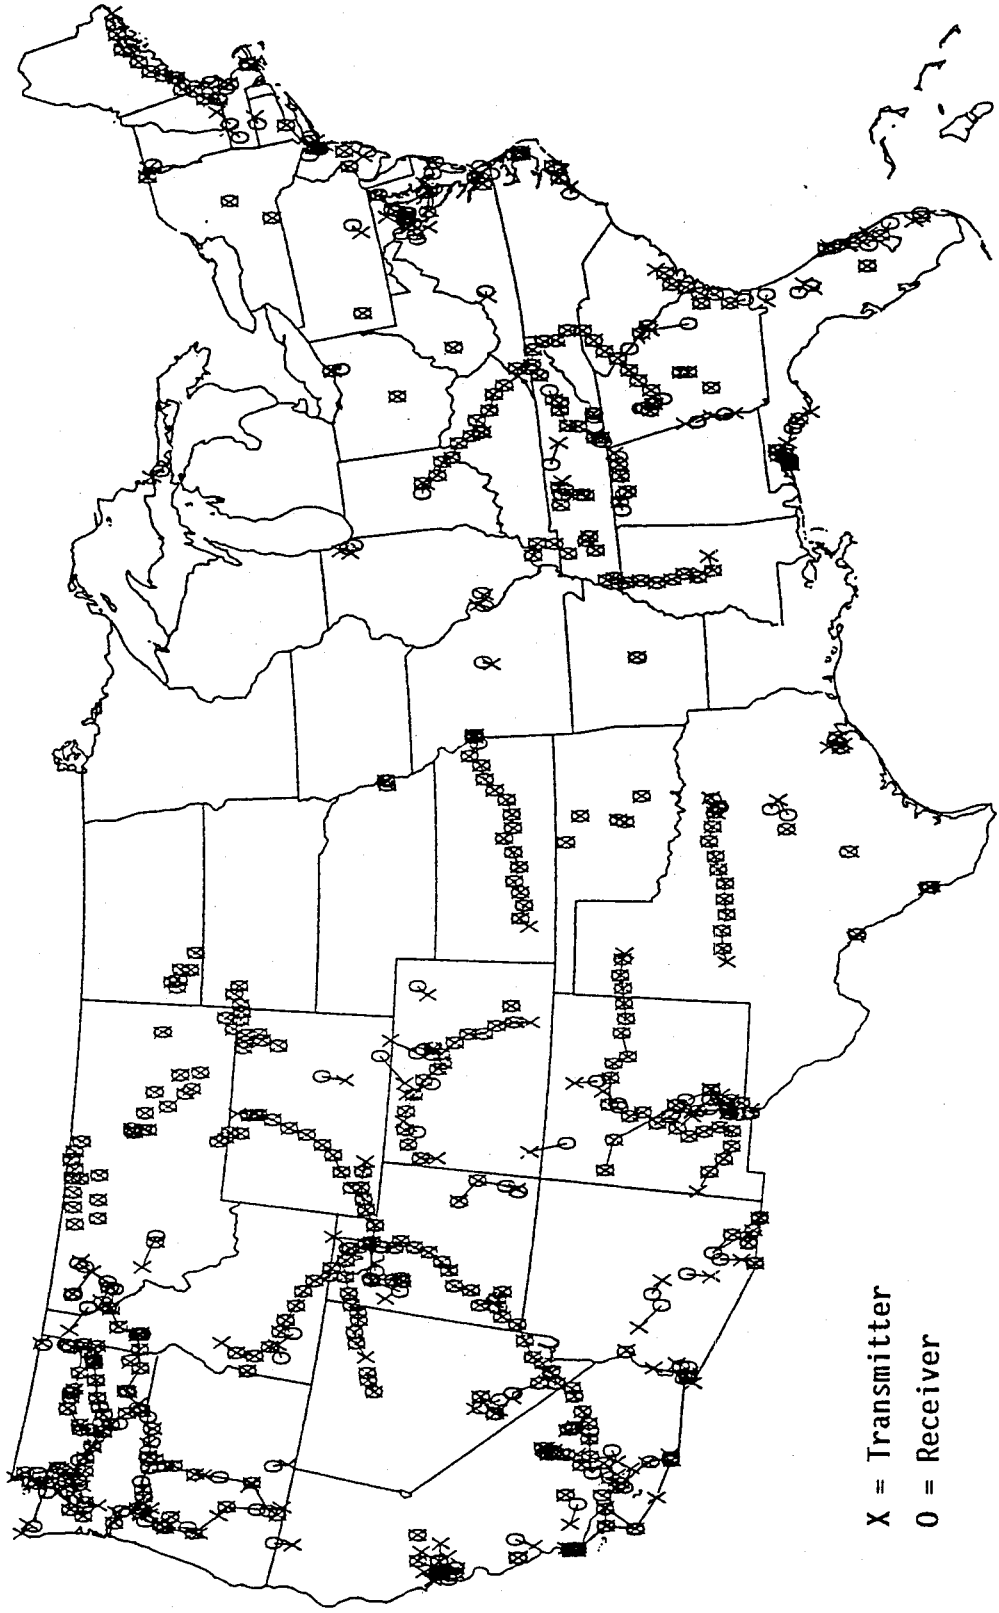 X = Transmitter
O = Receiver